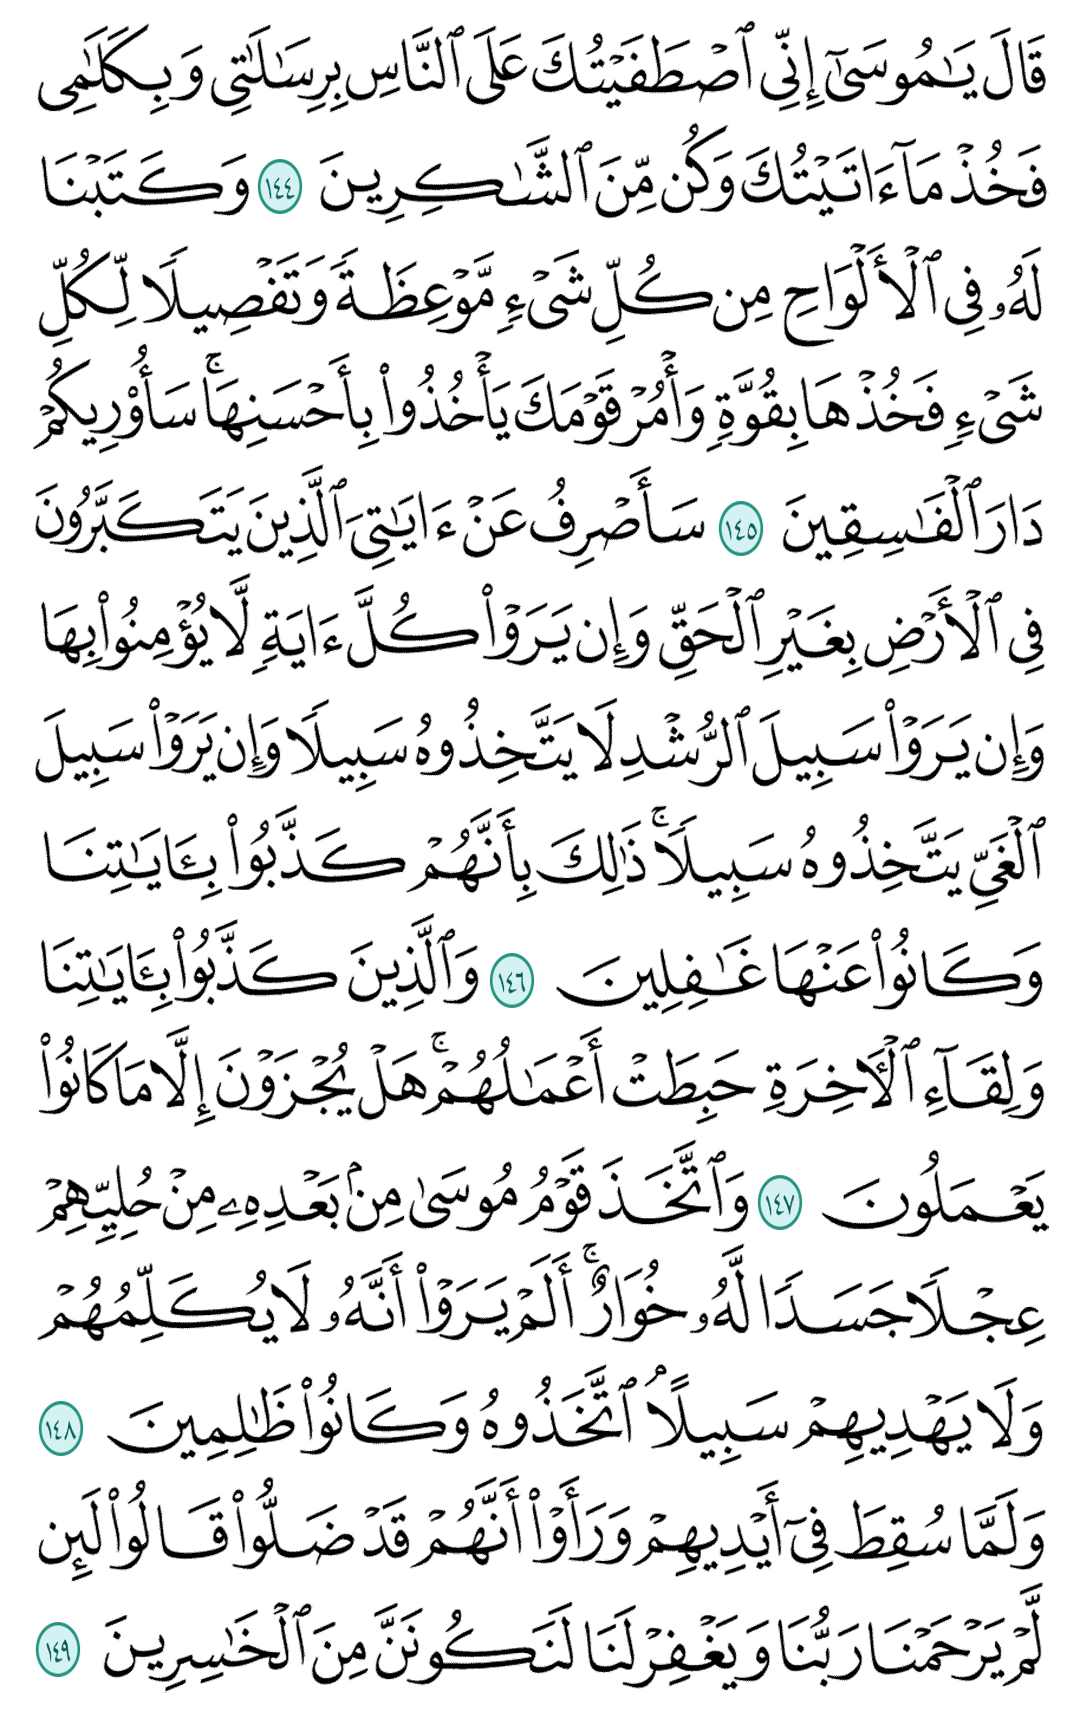 قَالَ يَـٰمُوسَىٰٓ إِنِّى ٱصْطَفَيْتُكَ عَلَى ٱلنَّاسِ بِرِسَـٰلَـٰتِى وَبِكَلَـٰمِى
فَخُذْ مَآ ءَاتَيْتُكَ وَكُن مِّنَ ٱلشَّـٰكِرِينَ ١٤٤ وَكَتَبْنَا
لَهُۥ فِى ٱلْأَلْوَاحِ مِن كُلِّ شَىْءٍ مَّوْعِظَةً وَتَفْصِيلًا لِّكُلِّ
شَىْءٍ فَخُذْهَا بِقُوَّةٍ وَأْمُرْ قَوْمَكَ يَأْخُذُوا۟ بِأَحْسَنِهَا ۚ سَأُو۟رِيكُمْ
دَارَ ٱلْفَـٰسِقِينَ ١٤٥ سَأَصْرِفُ عَنْ ءَايَـٰتِىَ ٱلَّذِينَ يَتَكَبَّرُونَ
فِى ٱلْأَرْضِ بِغَيْرِ ٱلْحَقِّ وَإِن يَرَوْا۟ كُلَّ ءَايَةٍ لَّا يُؤْمِنُوا۟ بِهَا
وَإِن يَرَوْا۟ سَبِيلَ ٱلرُّشْدِ لَا يَتَّخِذُوهُ سَبِيلًا وَإِن يَرَوْا۟ سَبِيلَ
ٱلْغَىِّ يَتَّخِذُوهُ سَبِيلًا ۚ ذَٰلِكَ بِأَنَّهُمْ كَذَّبُوا۟ بِـَٔايَـٰتِنَا
وَكَانُوا۟ عَنْهَا غَـٰفِلِينَ ١٤٦ وَٱلَّذِينَ كَذَّبُوا۟ بِـَٔايَـٰتِنَا
وَلِقَآءِ ٱلْـَٔاخِرَةِ حَبِطَتْ أَعْمَـٰلُهُمْ ۚ هَلْ يُجْزَوْنَ إِلَّا مَا كَانُوا۟
يَعْمَلُونَ ١٤٧ وَٱتَّخَذَ قَوْمُ مُوسَىٰ مِنۢ بَعْدِهِۦ مِنْ حُلِيِّهِمْ
عِجْلًا جَسَدًا لَّهُۥ خُوَارٌ ۚ أَلَمْ يَرَوْا۟ أَنَّهُۥ لَا يُكَلِّمُهُمْ
وَلَا يَهْدِيهِمْ سَبِيلًا ۘ ٱتَّخَذُوهُ وَكَانُوا۟ ظَـٰلِمِينَ ١٤٨
وَلَمَّا سُقِطَ فِىٓ أَيْدِيهِمْ وَرَأَوْا۟ أَنَّهُمْ قَدْ ضَلُّوا۟ قَالُوا۟ لَئِن
لَّمْ يَرْحَمْنَا رَبُّنَا وَيَغْفِرْ لَنَا لَنَكُونَنَّ مِنَ ٱلْخَـٰسِرِينَ ١٤٩